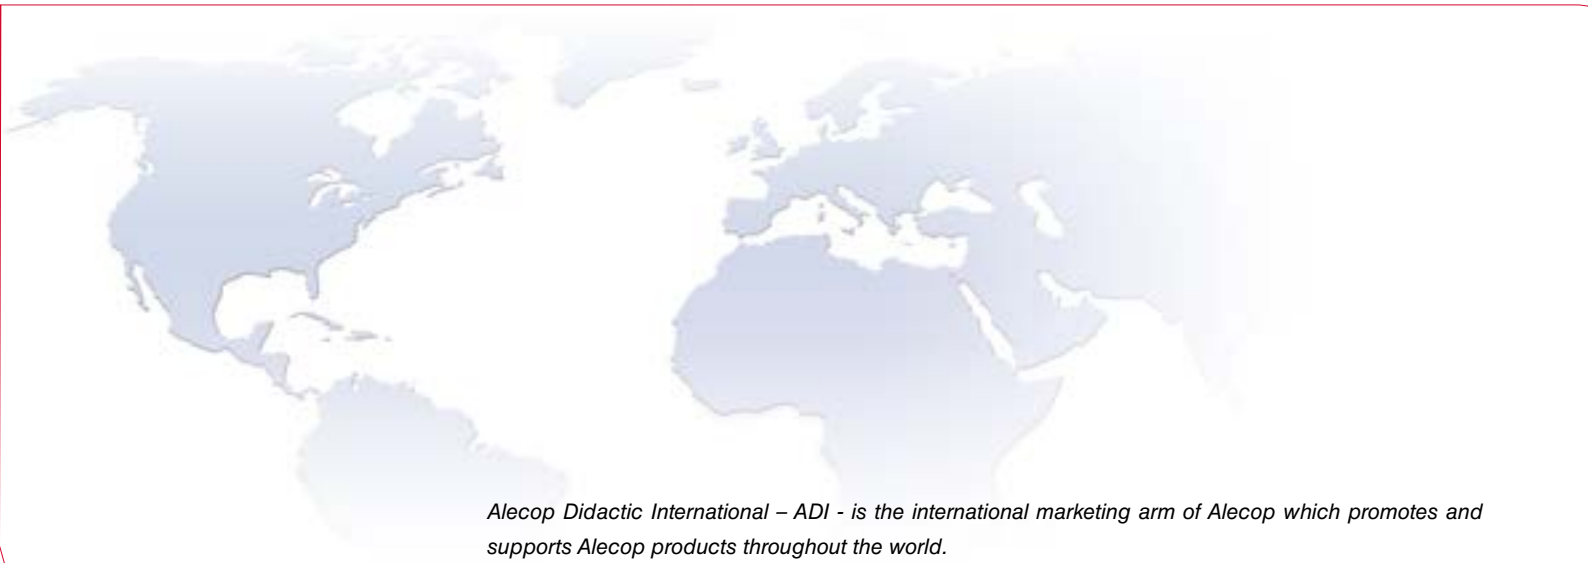 Alecop Didactic International – ADI - is the international marketing arm of Alecop which promotes and
supports Alecop products throughout the world.